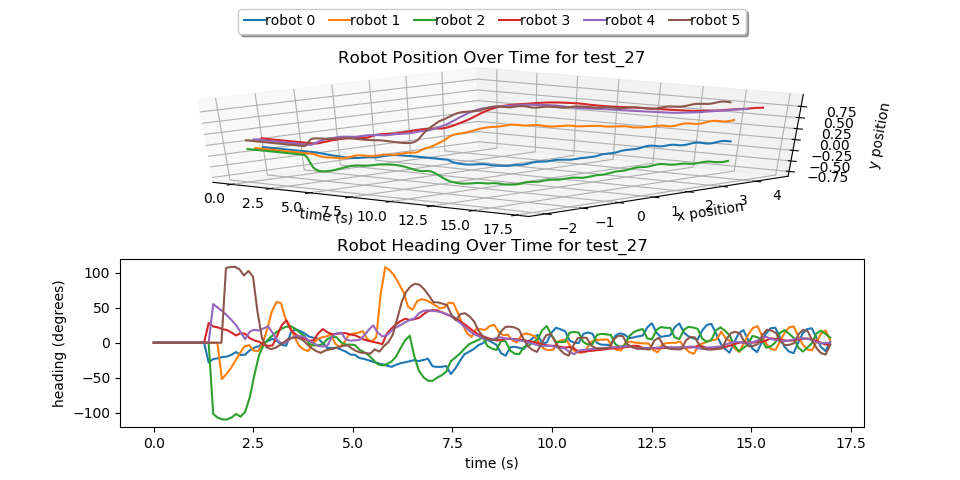 robot 0 robot 1 robot 2 robot 3 robot 4 robot 5
Robot Position Over Time for test_27
0.75
0.50
0.25
0.00
−0.25
−0.50
−0.75
y position
0.0 2.5 5.0 7.5 10.0 12.5 15.0 17.5
time (s)
−2 −1 0 1 2 3 4
x position
Robot Heading Over Time for test_27
100
50
0
−50
−100
heading (degrees)
0.0 2.5 5.0 7.5 10.0 12.5 15.0 17.5
time (s)